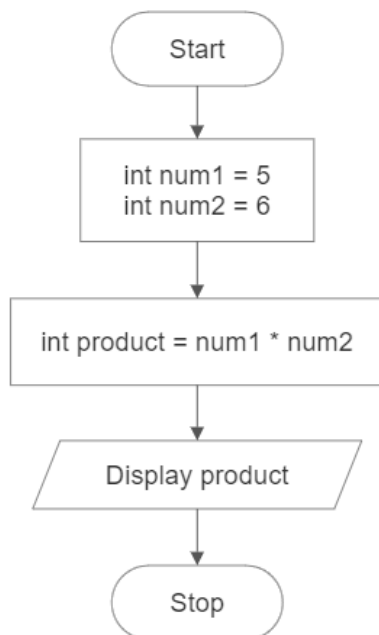 Start
int num1 = 5
int num2 = 6
int product = num1 * num2
Display product
Stop